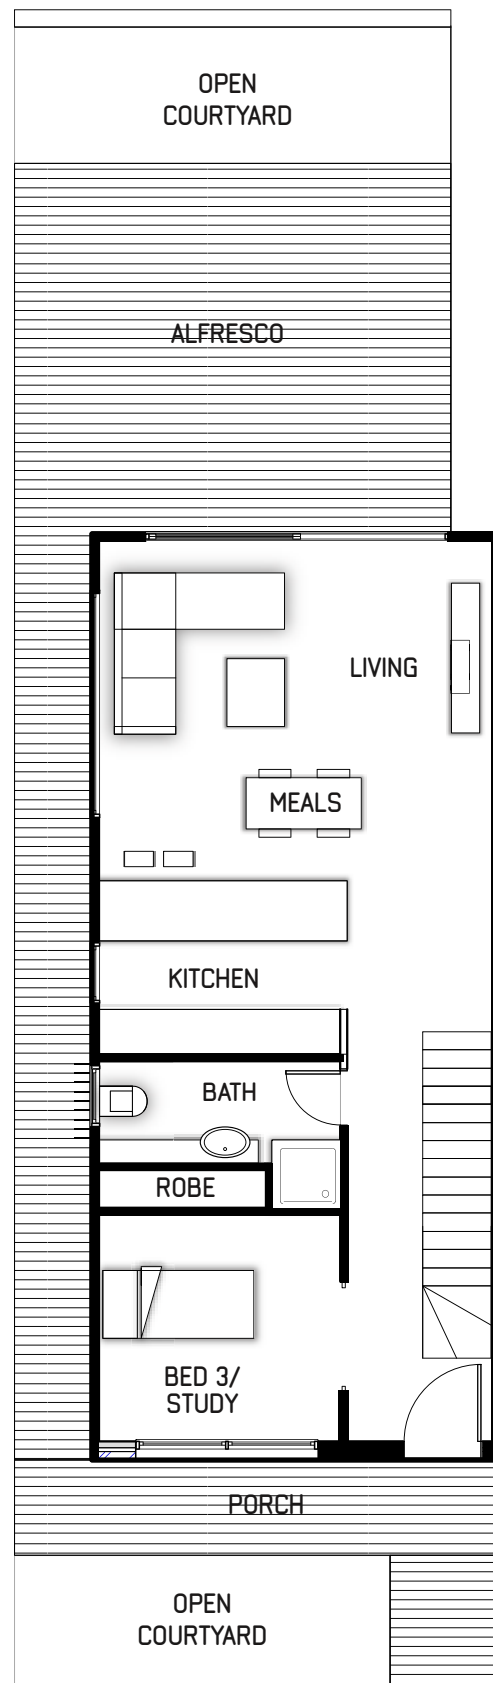 OPEN
COURTYARD
ALFRESCO
LIVING
MEALS
KITCHEN
BATH
ROBE
BED 3/
STUDY
PORCH
OPEN
COURTYARD